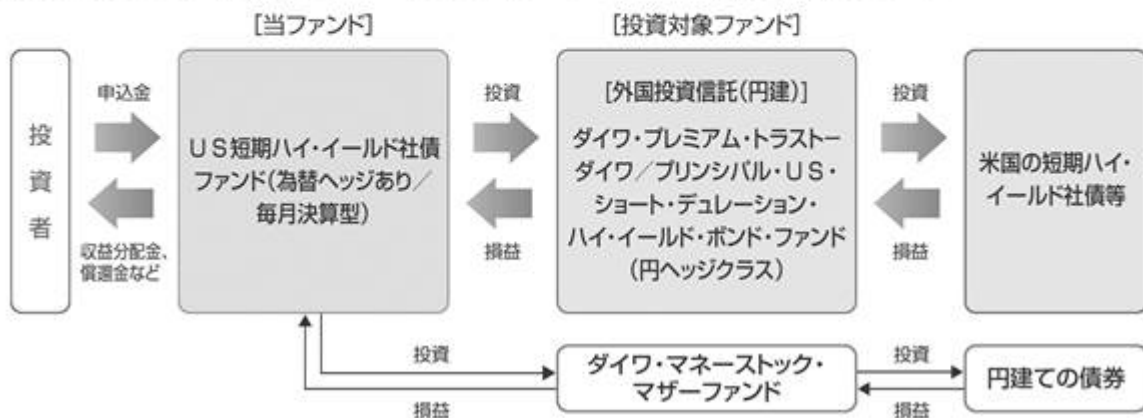 [当ファンド]
[投資対象ファンド]
投資者
申込金
収益分配金、
償還金など
US短期ハイ・イールド社債
ファンド(為替ヘッジあり/
毎月決算型)
投資
損益
[外国投資信託(円建)]
ダイワ・プレミアム・トラスト−
ダイワ/プリンシパル・US・
ショート・デュレーション・
ハイ・イールド・ボンド・ファンド
(円ヘッジクラス)
投資
損益
米国の短期ハイ・
イールド社債等
投資
損益
ダイワ・マネーストック・
マザーファンド
投資
損益
円建ての債券